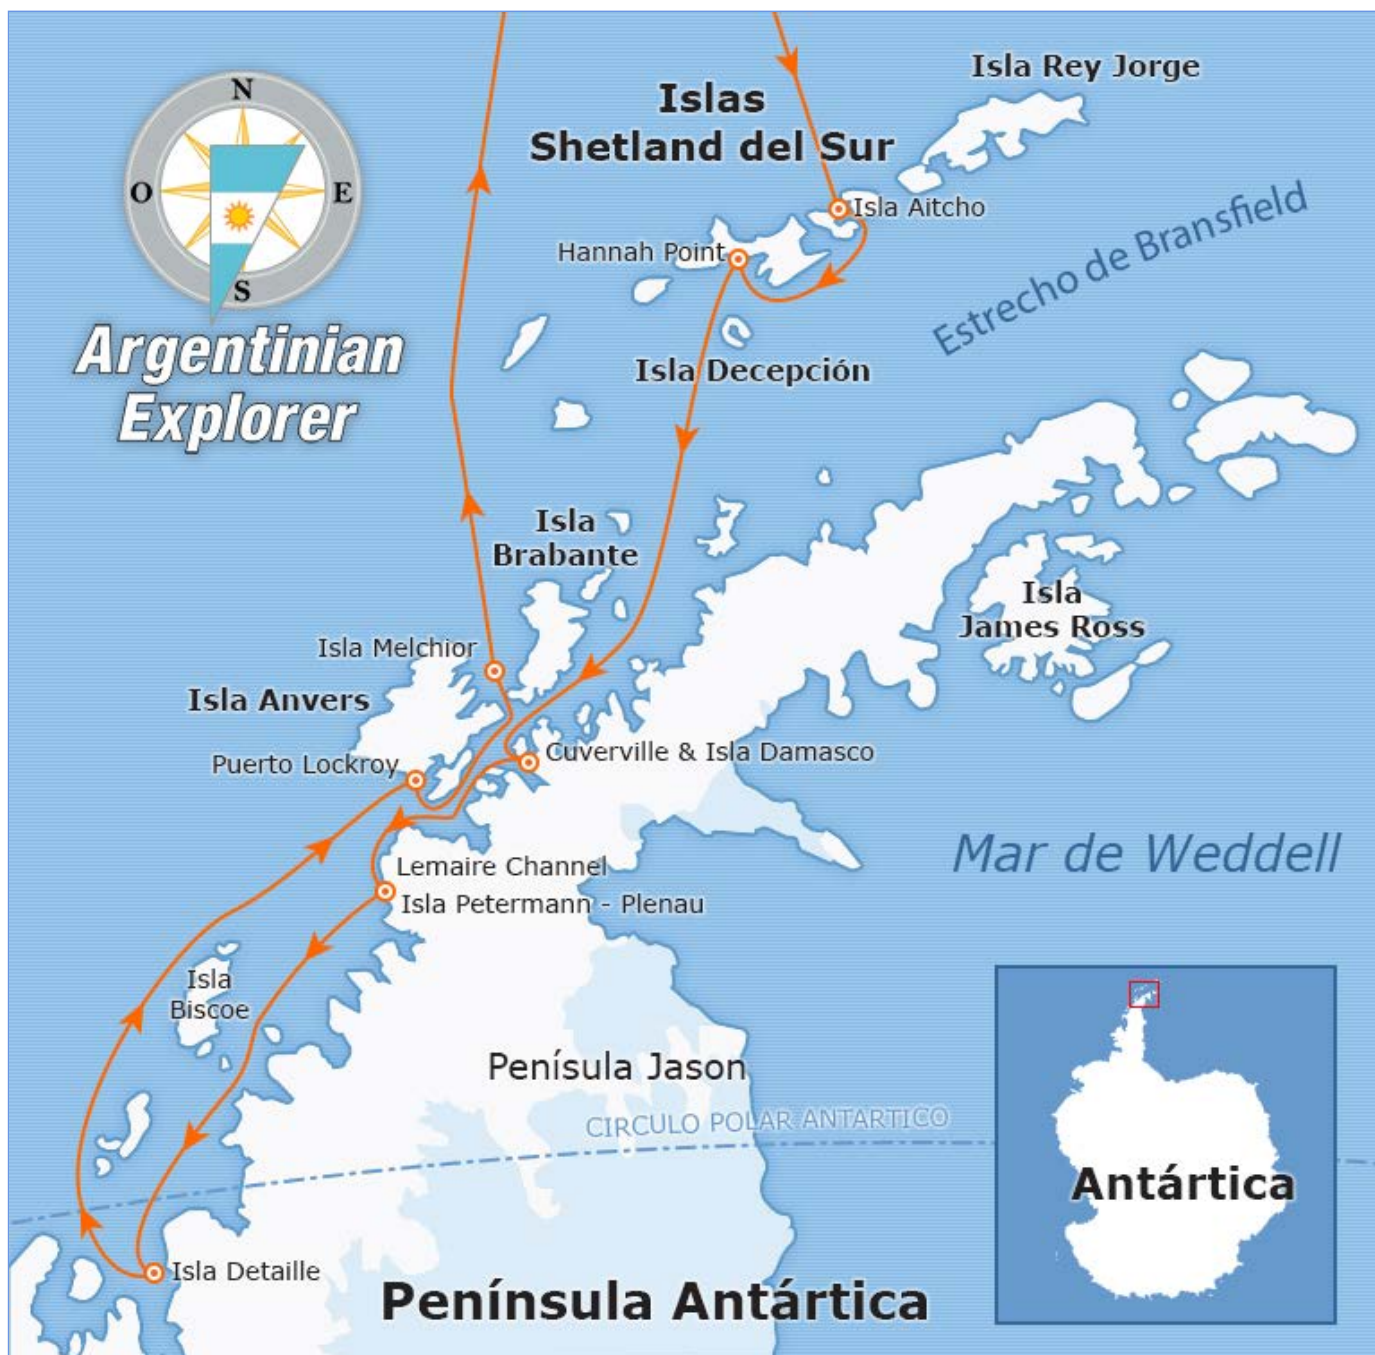 Isla Rey Jorge
Islas
Shetland del Sur
N
O
E
S
Isla Aitcho
Hannah Point
Estrecho de Bransfield
Argentinian
Explorer
Isla Decepción
Isla
Brabante
Isla
James Ross
Isla Melchior
Isla Anvers
Cuverville & Isla Damasco
Puerto Lockroy
Mar de Weddell
Lemaire Channel
Isla Petermann - Plenau
Isla
Biscoe
Penísula Jason
CIRCULO POLAR ANTARTICO
Antártica
Isla Detaille
Península Antártica